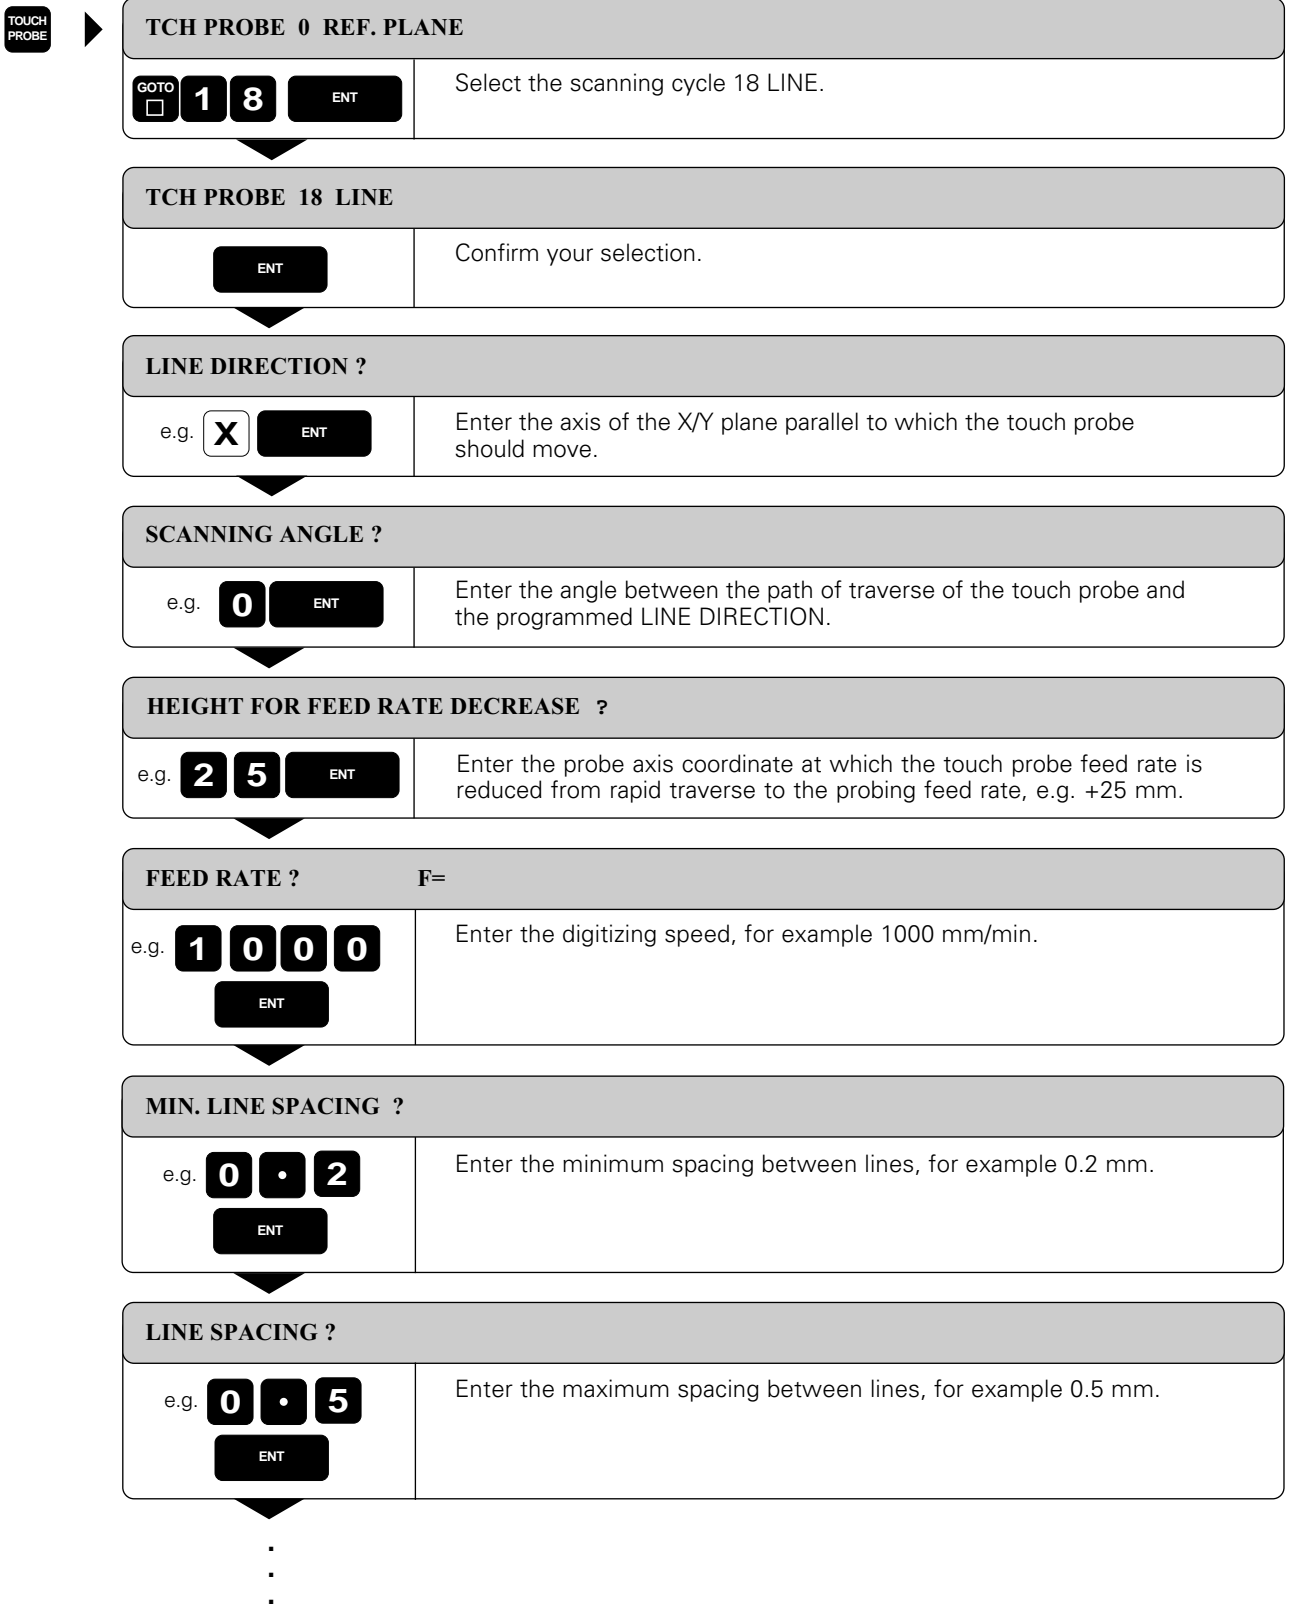 TOUCH
PROBE
TCH PROBE 0 REF. PLANE
GOTO 1 8 ENT
Select the scanning cycle 18 LINE.
TCH PROBE 18 LINE
ENT
Confirm your selection.
LINE DIRECTION ?
e.g. X ENT
Enter the axis of the X/Y plane parallel to which the touch probe
should move.
SCANNING ANGLE ?
e.g. 0 ENT
Enter the angle between the path of traverse of the touch probe and
the programmed LINE DIRECTION.
HEIGHT FOR FEED RATE DECREASE ?
e.g. 2 5 ENT
Enter the probe axis coordinate at which the touch probe feed rate is
reduced from rapid traverse to the probing feed rate, e.g. +25 mm.
FEED RATE ? F=
e.g. 1 0 0 0
ENT
Enter the digitizing speed, for example 1000 mm/min.
MIN. LINE SPACING ?
e.g. 0 · 2
ENT
Enter the minimum spacing between lines, for example 0.2 mm.
LINE SPACING ?
e.g. 0 · 5
ENT
Enter the maximum spacing between lines, for example 0.5 mm.
.
.
.